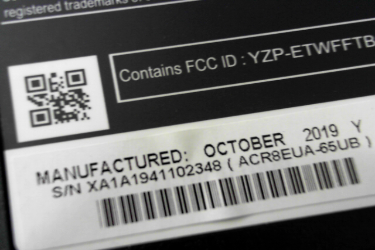 registered trademarks o
Contains FCC ID : YZP-ETWFFTB
MANUFACTURED: OCTOBER 2019 Y
S/N XA1A1941102348 ( ACR8EUA-65UB )